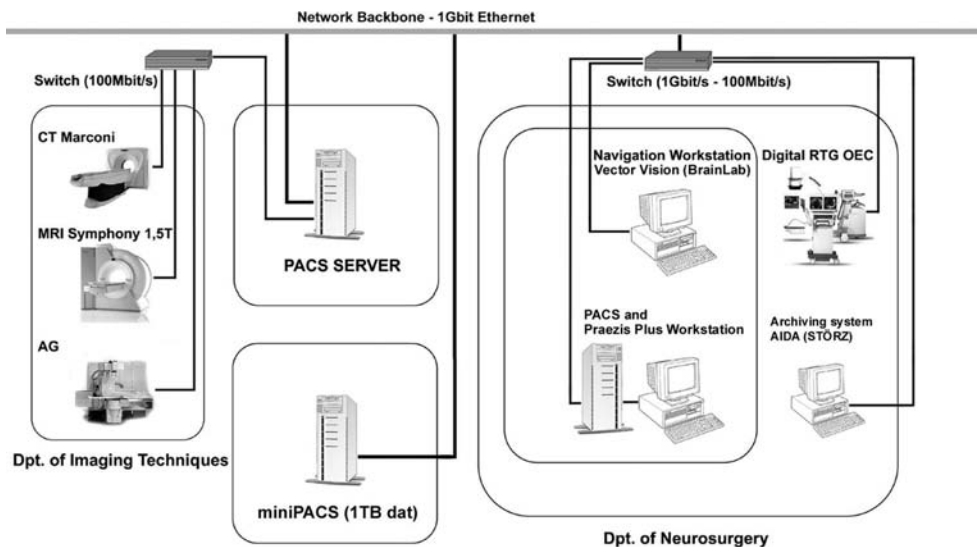 Network Backbone - 1Gbit Ethernet
Switch (100Mbit/s)
Switch (1Gbit/s - 100Mbit/s)
CT Marconi
MRI Symphony 1,5T
AG
Dpt. of Imaging Techniques
PACS SERVER
miniPACS (1TB dat)
Navigation Workstation
Vector Vision (BrainLab)
Digital RTG OEC
PACS and
Praezis Plus Workstation
Archiving system
AIDA (STÖRZ)
Dpt. of Neurosurgery